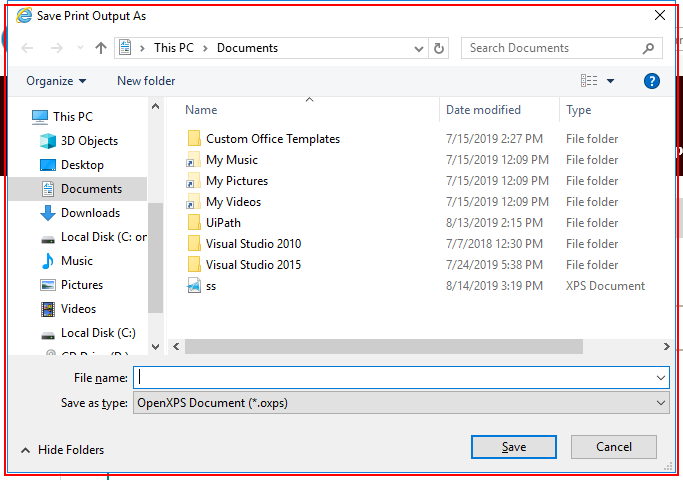 Save Print Output As
This PC > Documents
Search Documents
Organize
New folder
This PC
3D Objects
Desktop
Documents
Downloads
Local Disk (C: on
Music
Pictures
Videos
Local Disk (C:)
Name Date modified Type
Custom Office Templates 7/15/2019 2:27 PM File folder
My Music 7/15/2019 12:09 PM File folder
My Pictures 7/15/2019 12:09 PM File folder
My Videos 7/15/2019 12:09 PM File folder
UiPath 8/13/2019 2:15 PM File folder
Visual Studio 2010 7/7/2018 12:30 PM File folder
Visual Studio 2015 7/24/2019 5:38 PM File folder
ss 8/14/2019 3:19 PM XPS Document
File name:
Save as type: OpenXPS Document (*.oxps)
Hide Folders
Save
Cancel